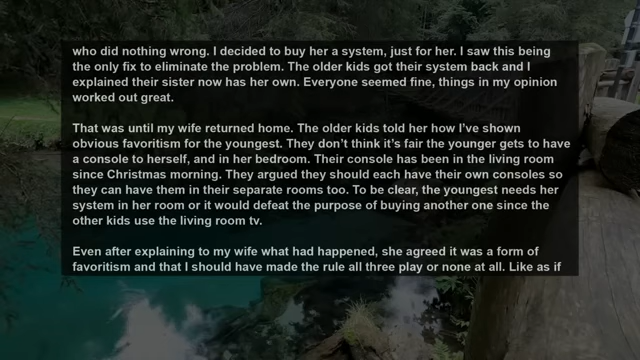 who did nothing wrong. I decided to buy her a system, just for her. I saw this being
the only fix to eliminate the problem. The older kids got their system back and I
explained their sister now has her own. Everyone seemed fine, things in my opinion
worked out great.
That was until my wife returned home. The older kids told her how I've shown
obvious favoritism for the youngest. They don't think it's fair the younger gets to have
a console to herself, and in her bedroom. Their console has been in the living room
since Christmas morning. They argued they should each have their own consoles so
they can have them in their separate rooms too. To be clear, the youngest needs her
system in her room or it would defeat the purpose of buying another one since the
other kids use the living room tv.
Even after explaining to my wife what had happened, she agreed it was a form of
favoritism and that I should have made the rule all three play or none at all. Like as if